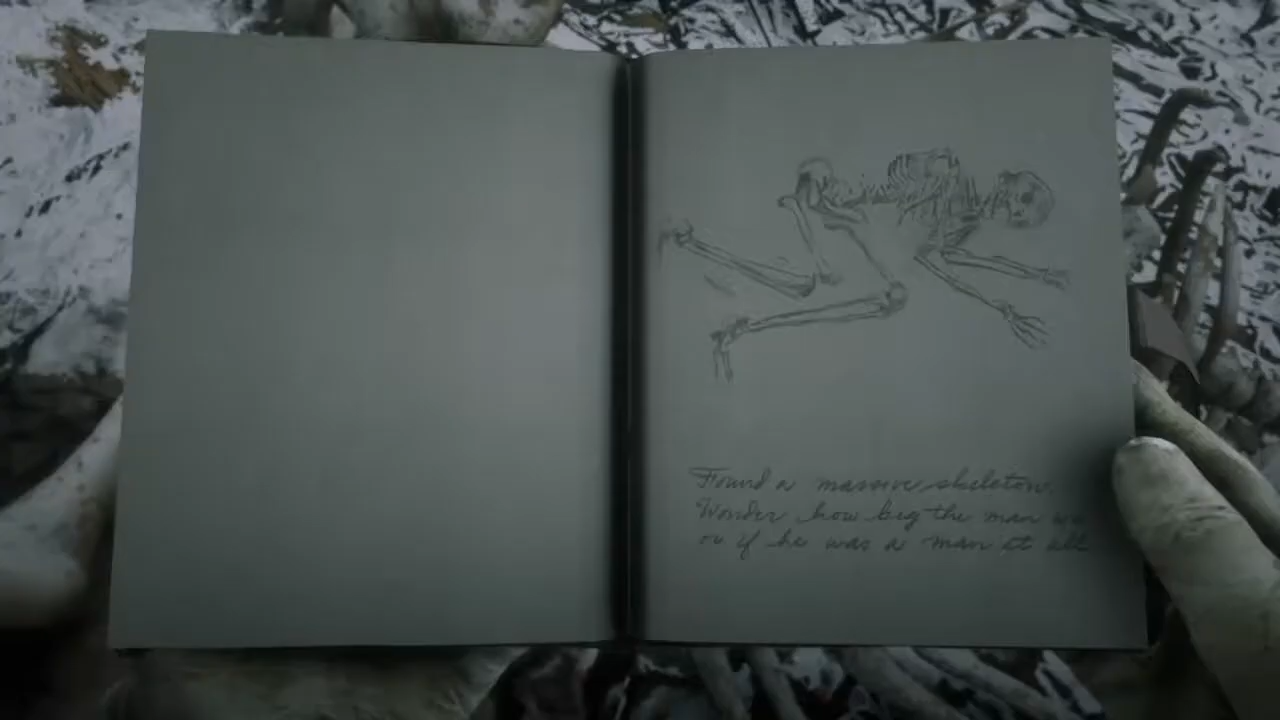 Found a massive skeleton.
Wonder how big the man
or if he was a man at all